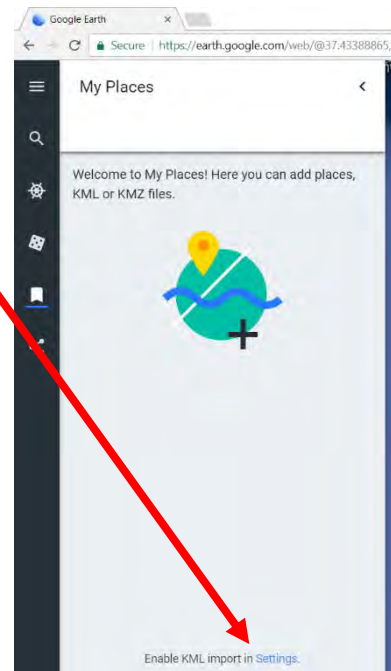 Google Earth
Secure
https://earth.google.com/web/@37.43388865,
My Places
Welcome to My Places! Here you can add places,
KML or KMZ files.
Enable KML import in Settings.